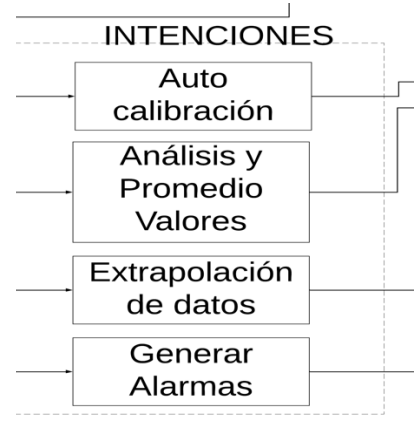 INTENCIONES
Auto
calibración
Análisis y
Promedio
Valores
Extrapolación
de datos
Generar
Alarmas